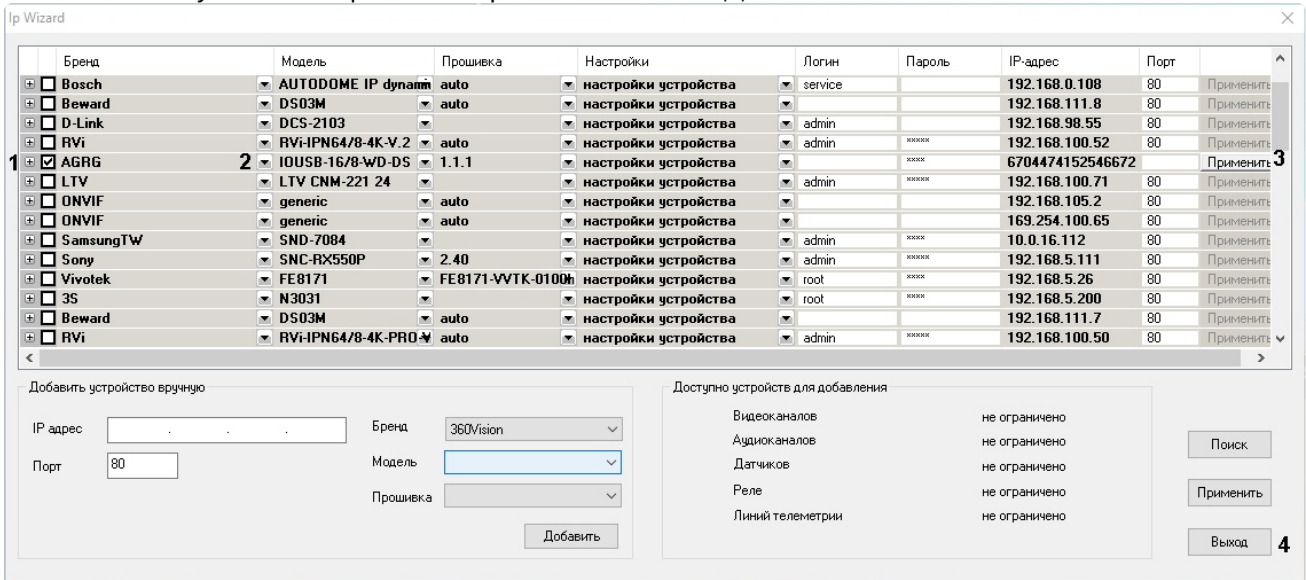 Ip Wizard
Бренд Модель Прошивка Настройки Логин Пароль IP-адрес Порт
Bosch AUTODOME IP dynamic auto настройки устройства service 192.168.0.108 80 Применить
Beward DS03M auto настройки устройства 192.168.111.8 80 Применить
D-Link DCS-2103 настройки устройства admin 192.168.98.55 80 Применить
RVi RVi-IPN64/8-4K-V.2 auto настройки устройства admin ***** 192.168.100.52 80 Применить
1 AGRG 2 IOUSB-16/8-WD-DS 1.1.1 настройки устройства **** 6704474152546672 Применить 3
LTV LTV CNM-221 24 настройки устройства admin ***** 192.168.100.71 80 Применить
ONVIF generic auto настройки устройства 192.168.105.2 80 Применить
ONVIF generic auto настройки устройства 169.254.100.65 80 Применить
SamsungTW SND-7084 настройки устройства admin **** 10.0.16.112 80 Применить
Sony SNC-RX550P 2.40 настройки устройства admin ***** 192.168.5.111 80 Применить
Vivotek FE8171 FE8171-VVTK-0100h настройки устройства root **** 192.168.5.26 80 Применить
3S N3031 настройки устройства root **** 192.168.5.200 80 Применить
Beward DS03M auto настройки устройства 192.168.111.7 80 Применить
RVi RVi-IPN64/8-4K-PRO-V auto настройки устройства admin ***** 192.168.100.50 80 Применить
Добавить устройство вручную
IP адрес . . .
Порт 80
Бренд 360Vision
Модель
Прошивка
Добавить
Доступно устройств для добавления
Видеоканалов не ограничено
Аудиоканалов не ограничено
Датчиков не ограничено
Реле не ограничено
Линий телеметрии не ограничено
Поиск
Применить
Выход 4